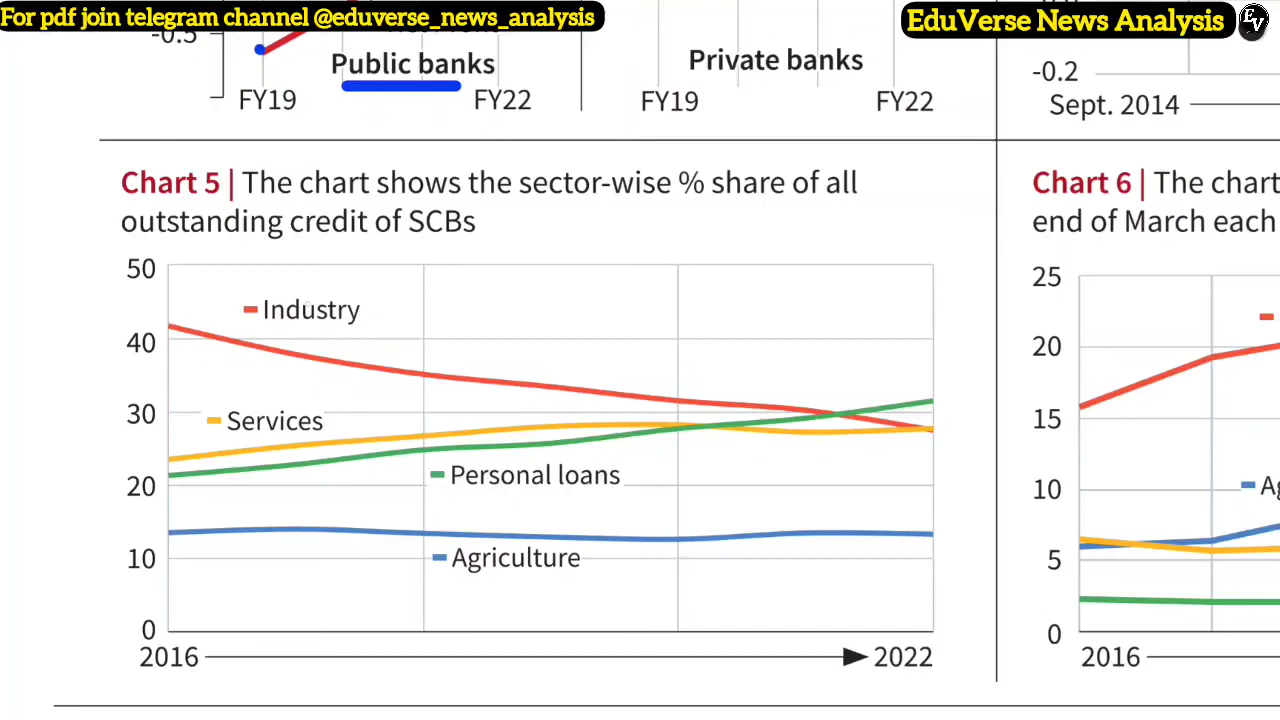 For pdf join telegram channel @eduverse_news_analysis
EduVerse News Analysis
EV
-0.5
Public banks
Private banks
-0.2
FY19
FY22
FY19
FY22
Sept. 2014
Chart 5 | The chart shows the sector-wise % share of all
outstanding credit of SCBs
Chart 6 | The chart
end of March each
50
40
30
20
10
0
Industry
Services
Personal loans
Agriculture
2016
2022
25
20
15
10
5
0
Ag
2016